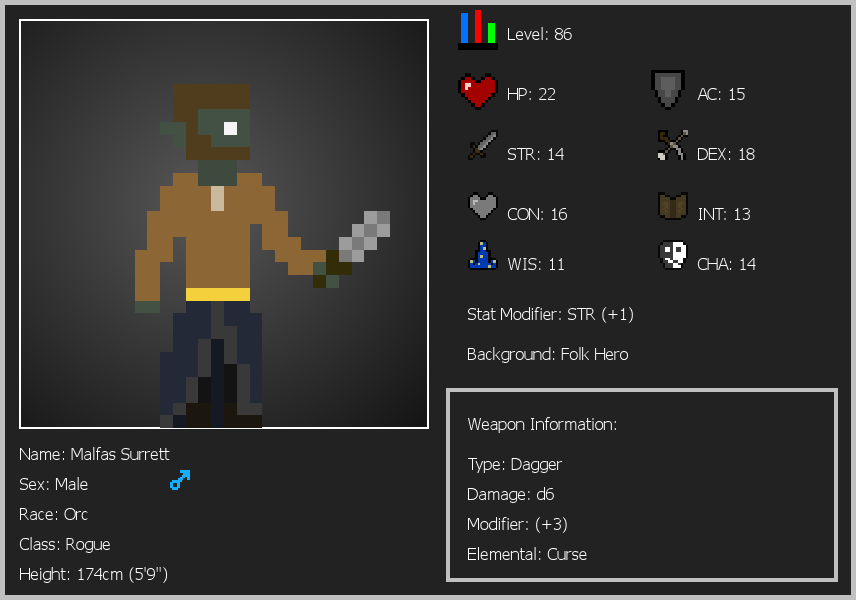 Level: 86
HP: 22
AC: 15
STR: 14
DEX: 18
CON: 16
INT: 13
WIS: 11
CHA: 14
Stat Modifier: STR (+1)
Background: Folk Hero
Weapon Information:
Type: Dagger
Damage: d6
Modifier: (+3)
Elemental: Curse
Name: Malfas Surrett
Sex: Male
Race: Orc
Class: Rogue
Height: 174cm (5'9")